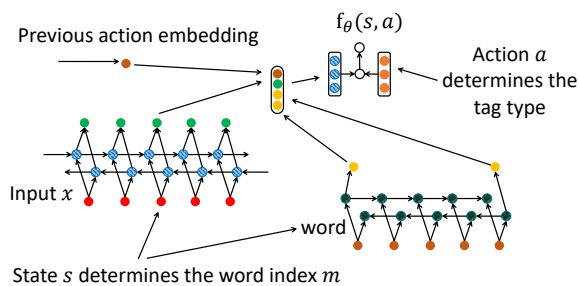 Previous action embedding
f_θ(s, a)
Action a
determines the
tag type
Input x
word
State s determines the word index m